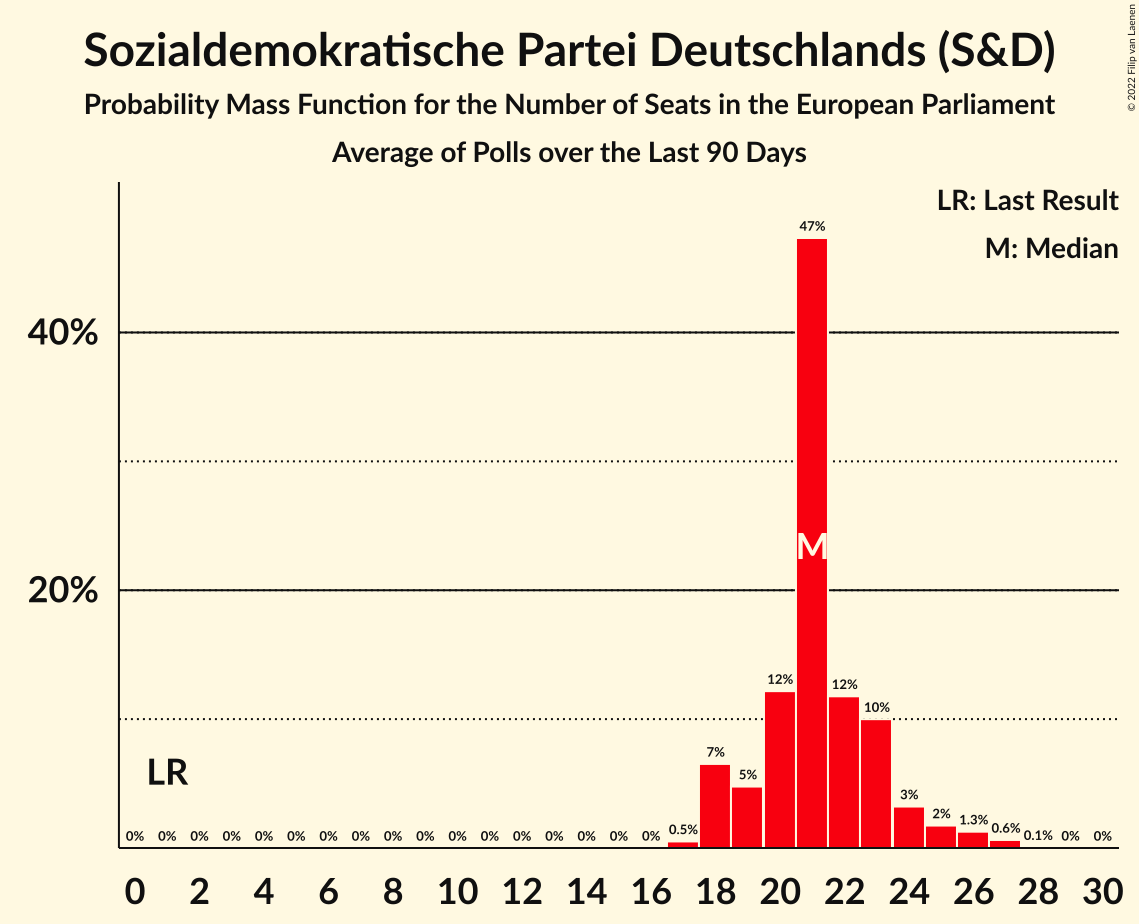 Sozialdemokratische Partei Deutschlands (S&D)
Probability Mass Function for the Number of Seats in the European Parliament
Average of Polls over the Last 90 Days
© 2022 Filip van Laenen
LR: Last Result
M: Median
47%
40%
M
20%
12%
12%
10%
7%
5%
3%
2%
1.3%
0.6%
0.5%
0.1%
LR
0% 0% 0% 0% 0% 0% 0% 0% 0% 0% 0% 0% 0% 0% 0% 0% 0% 0% 0%
0 2 4 6 8 10 12 14 16 18 20 22 24 26 28 30